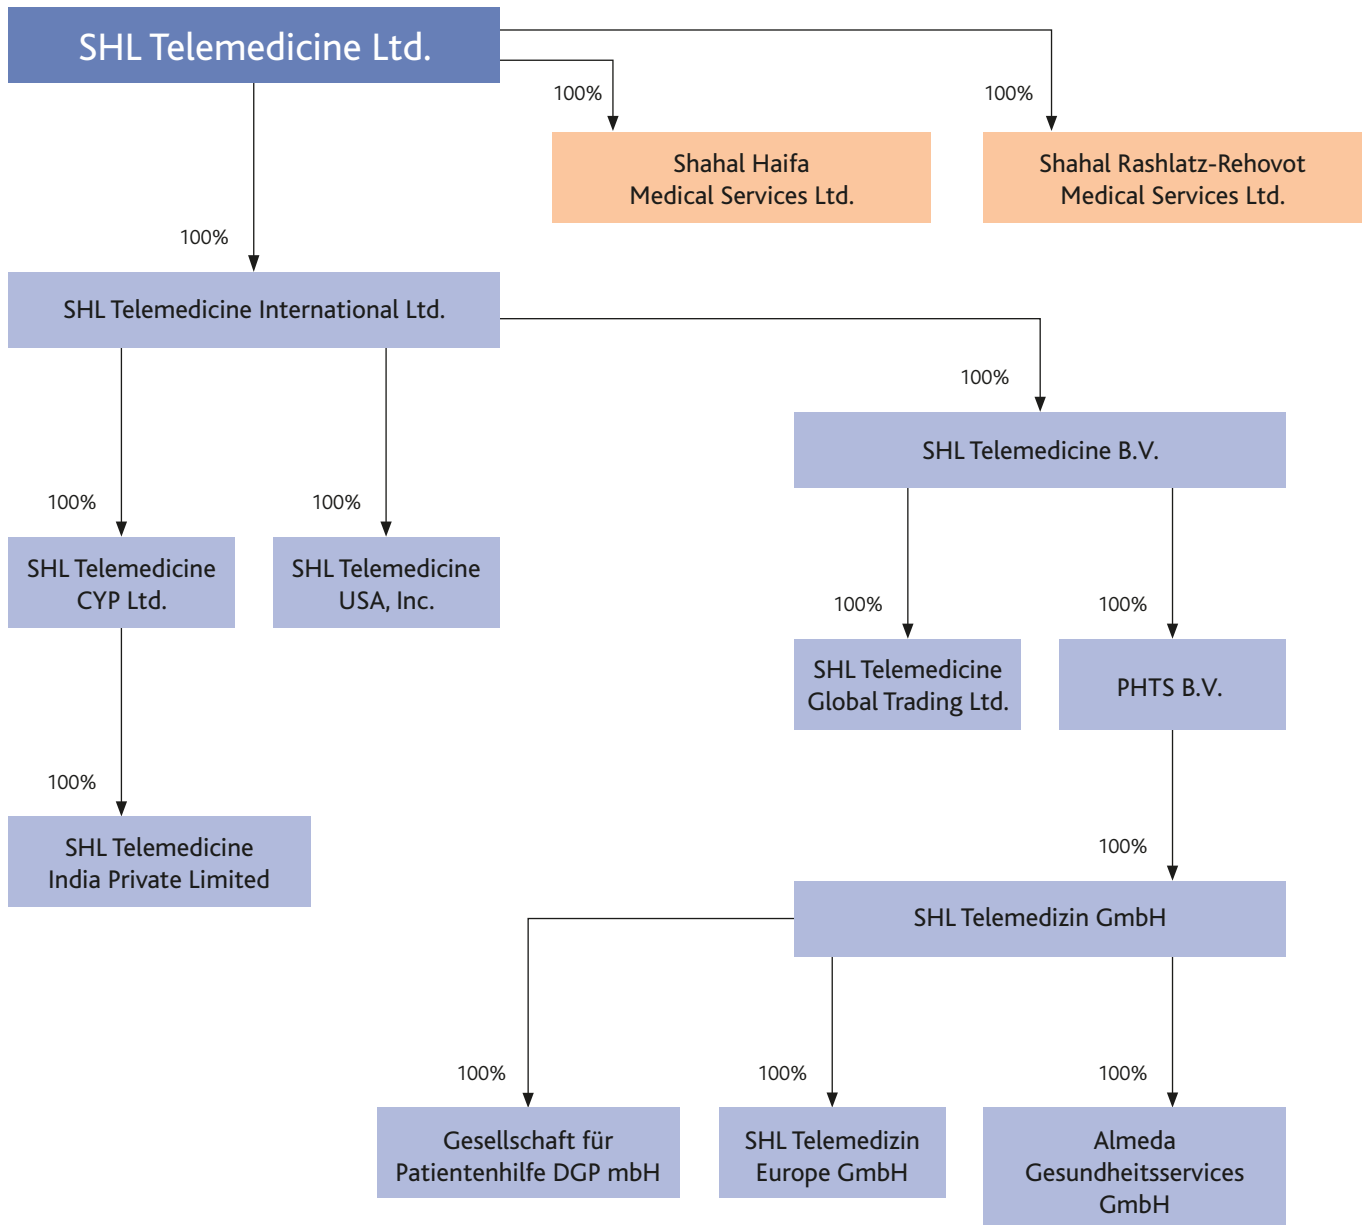 SHL Telemedicine Ltd.
100%
100%
Shahal Haifa
Medical Services Ltd.
Shahal Rashlatz-Rehovot
Medical Services Ltd.
100%
SHL Telemedicine International Ltd.
100%
SHL Telemedicine B.V.
100%
100%
SHL Telemedicine
CYP Ltd.
SHL Telemedicine
USA, Inc.
100%
100%
SHL Telemedicine
Global Trading Ltd.
PHTS B.V.
100%
SHL Telemedicine
India Private Limited
100%
SHL Telemedizin GmbH
100%
100%
100%
Gesellschaft für
Patientenhilfe DGP mbH
SHL Telemedizin
Europe GmbH
Almeda
Gesundheitsservices
GmbH